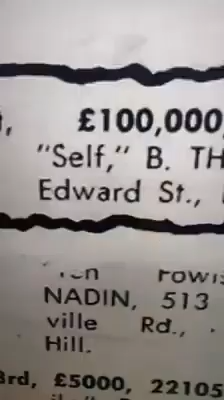 £100,000
"Self," B. TH
Edward St.,
NADIN, 513
ville Rd.,
Hill.
3rd, £5000, 22105